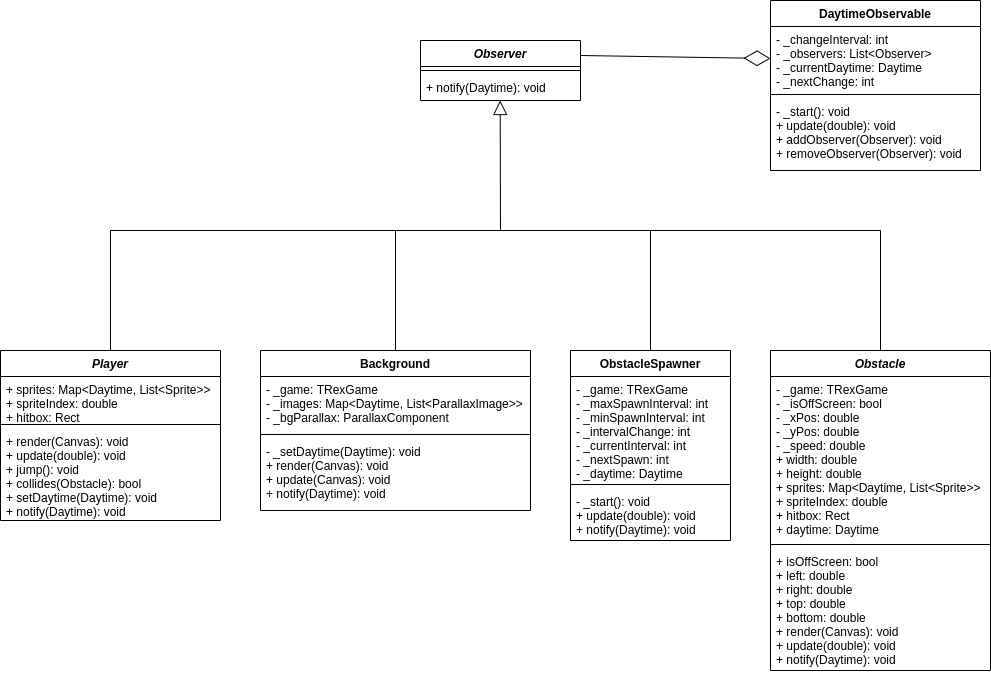 DaytimeObservable
- _changeInterval: int
- _observers: List<Observer>
- _currentDaytime: Daytime
- _nextChange: int
- _start(): void
+ update(double): void
+ addObserver(Observer): void
+ removeObserver(Observer): void
Observer
+ notify(Daytime): void
Player
+ sprites: Map<Daytime, List<Sprite>>
+ spriteIndex: double
+ hitbox: Rect
+ render(Canvas): void
+ update(double): void
+ jump(): void
+ collides(Obstacle): bool
+ setDaytime(Daytime): void
+ notify(Daytime): void
Background
- _game: TRexGame
- _images: Map<Daytime, List<ParallaxImage>>
- _bgParallax: ParallaxComponent
- _setDaytime(Daytime): void
+ render(Canvas): void
+ update(Canvas): void
+ notify(Daytime): void
ObstacleSpawner
- _game: TRexGame
- _maxSpawnInterval: int
- _minSpawnInterval: int
- _intervalChange: int
- _currentInterval: int
- _nextSpawn: int
- _daytime: Daytime
- _start(): void
+ update(double): void
+ notify(Daytime): void
Obstacle
- _game: TRexGame
- _isOffScreen: bool
- _xPos: double
- _yPos: double
- _speed: double
+ width: double
+ height: double
+ sprites: Map<Daytime, List<Sprite>>
+ spriteIndex: double
+ hitbox: Rect
+ daytime: Daytime
+ isOffScreen: bool
+ left: double
+ right: double
+ top: double
+ bottom: double
+ render(Canvas): void
+ update(double): void
+ notify(Daytime): void